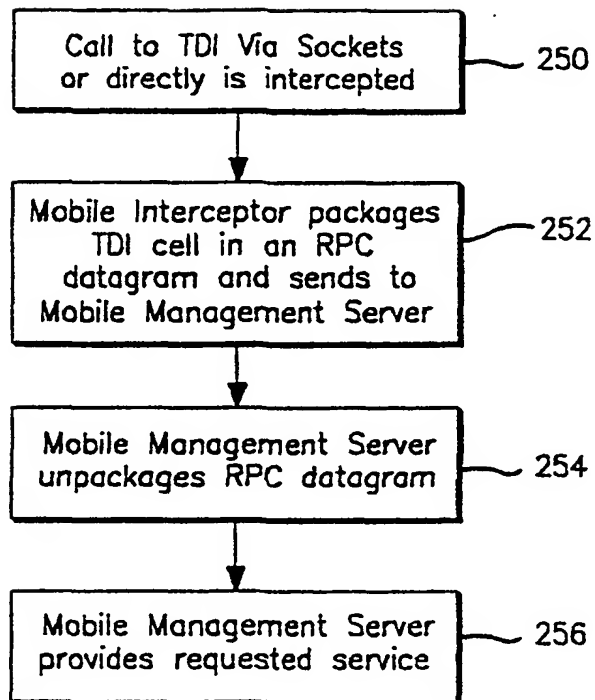 Call to TDI Via Sockets
or directly is intercepted
250
Mobile Interceptor packages
TDI cell in an RPC
datagram and sends to
Mobile Management Server
252
Mobile Management Server
unpackages RPC datagram
254
Mobile Management Server
provides requested service
256